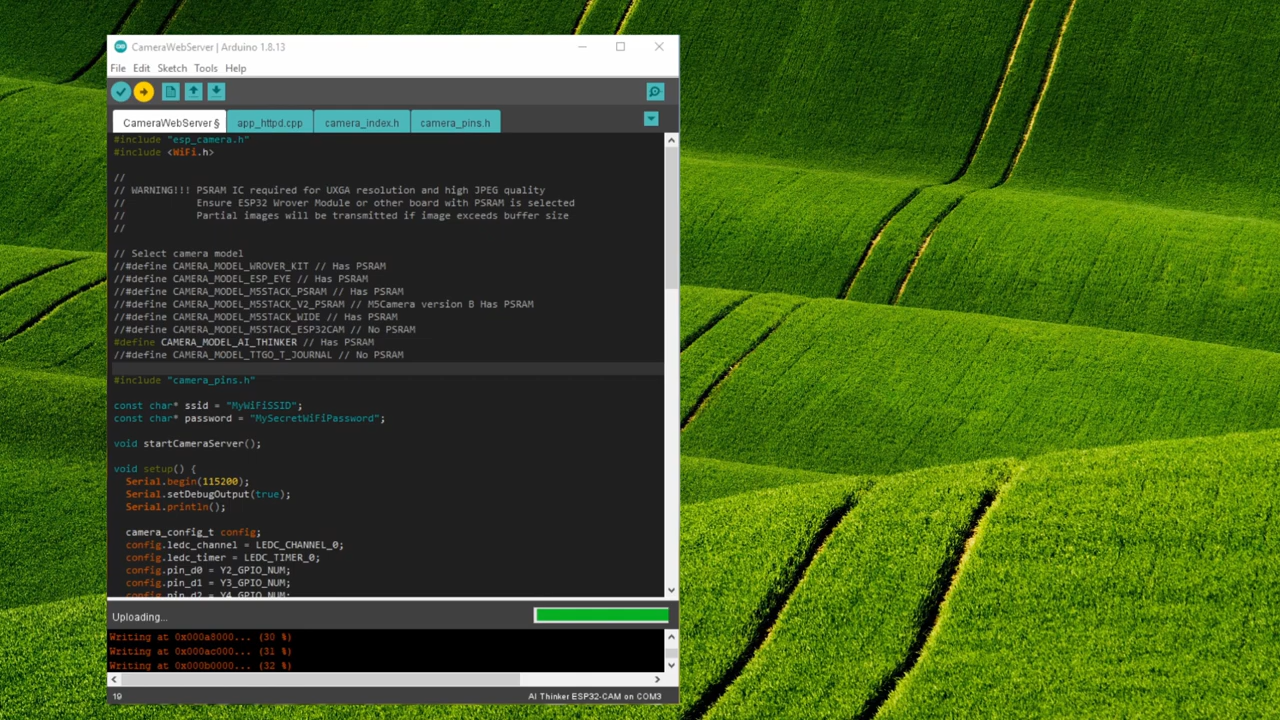 CameraWebServer | Arduino 1.8.13
File Edit Sketch Tools Help
CameraWebServer § app_httpd.cpp camera_index.h camera_pins.h
#include "esp_camera.h"
#include <WiFi.h>
//
// WARNING!!! PSRAM IC required for UXGA resolution and high JPEG quality
// Ensure ESP32 Wrover Module or other board with PSRAM is selected
// Partial images will be transmitted if image exceeds buffer size
//
// Select camera model
//#define CAMERA_MODEL_WROVER_KIT // Has PSRAM
//#define CAMERA_MODEL_ESP_EYE // Has PSRAM
//#define CAMERA_MODEL_M5STACK_PSRAM // Has PSRAM
//#define CAMERA_MODEL_M5STACK_V2_PSRAM // M5Camera version B Has PSRAM
//#define CAMERA_MODEL_M5STACK_WIDE // Has PSRAM
//#define CAMERA_MODEL_M5STACK_ESP32CAM // No PSRAM
#define CAMERA_MODEL_AI_THINKER // Has PSRAM
//#define CAMERA_MODEL_TTGO_T_JOURNAL // No PSRAM
#include "camera_pins.h"
const char* ssid = "MyWiFiSSID";
const char* password = "MySecretWiFiPassword";
void startCameraServer();
void setup() {
Serial.begin(115200);
Serial.setDebugOutput(true);
Serial.println();
camera_config_t config;
config.ledc_channel = LEDC_CHANNEL_0;
config.ledc_timer = LEDC_TIMER_0;
config.pin_d0 = Y2_GPIO_NUM;
config.pin_d1 = Y3_GPIO_NUM;
config.pin_d2 = Y4_GPIO_NUM;
Uploading...
Writing at 0x000a8000... (30 %)
Writing at 0x000ac000... (31 %)
Writing at 0x000b0000... (32 %)
19 AI Thinker ESP32-CAM on COM3